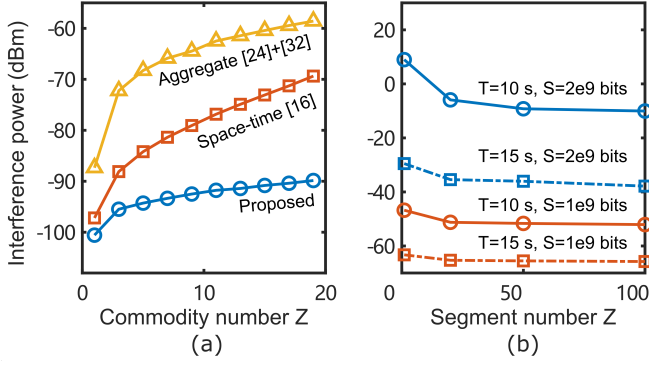 Interference power (dBm)
-60
-70
-80
-90
-100
Aggregate [24]+[32]
Space-time [16]
Proposed
0
10
20
Commodity number Z
(a)
20
0
-20
-40
-60
T=10 s, S=2e9 bits
T=15 s, S=2e9 bits
T=10 s, S=1e9 bits
T=15 s, S=1e9 bits
0
50
100
Segment number Z
(b)